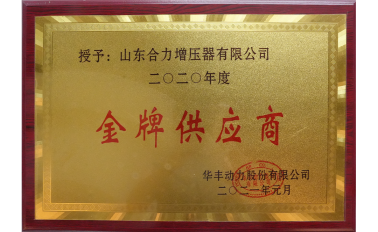 授予：山东合力增压器有限公司
二〇二〇年度
金牌供应商
华丰动力股份有限公司
二〇二一年元月